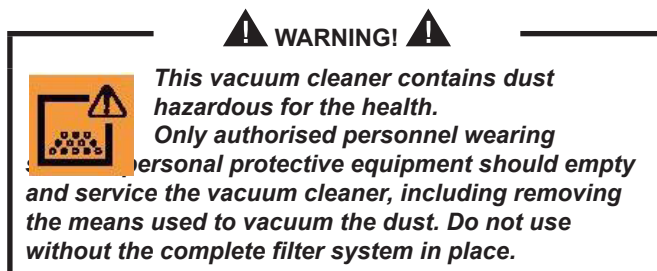 WARNING!
This vacuum cleaner contains dust
hazardous for the health.
Only authorised personnel wearing
personal protective equipment should empty
and service the vacuum cleaner, including removing
the means used to vacuum the dust. Do not use
without the complete filter system in place.